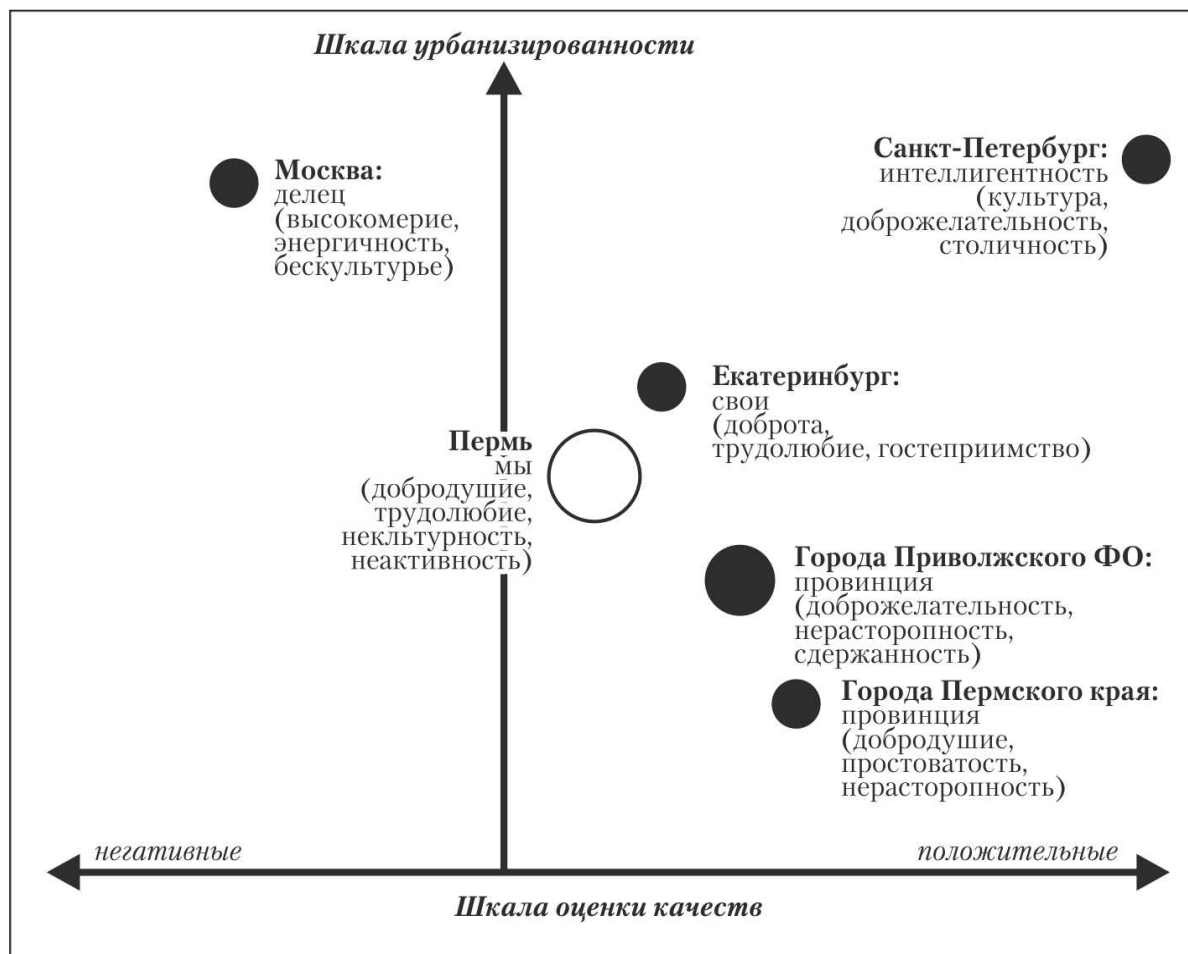 Шкала урбанизированности
Москва:
делец
(высокомерие,
энергичность,
бескультурье)
Санкт-Петербург:
интеллигентность
(культура,
доброжелательность,
столичность)
Екатеринбург:
свои
(доброта,
трудолюбие, гостеприимство)
Пермь
мы
(добродушие,
трудолюбие,
некльтурность,
неактивность)
Города Приволжского ФО:
провинция
(доброжелательность,
нерасторопность,
сдержанность)
Города Пермского края:
провинция
(добродушие,
простоватость,
нерасторопность)
негативные
положительные
Шкала оценки качеств